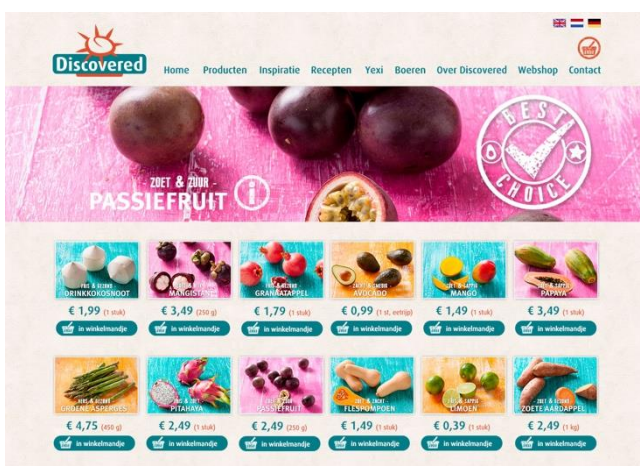 Discovered
Home Producten Inspiratie Recepten Yexi Boeren Over Discovered Webshop Contact
BEST
CHOICE
- ZOET & ZUUR -
PASSIEFRUIT i
DRINKKOKOSNOOT
MANGISTAN
GRANAATAPPEL
AVOCADO
MANGO
PAPAYA
€ 1,99 (1 stuk)
€ 3,49 (250 g)
€ 1,79 (1 stuk)
€ 0,99 (1 st, eetrijp)
€ 1,49 (1 stuk)
€ 3,49 (1 stuk)
in winkelmandje
in winkelmandje
in winkelmandje
in winkelmandje
in winkelmandje
in winkelmandje
GROENE ASPERGES
PITAHAYA
PASSIEFRUIT
FLESPOMPOEN
LIMOEN
ZOETE AARDAPPEL
€ 4,75 (450 g)
€ 2,49 (1 stuk)
€ 2,49 (250 g)
€ 1,49 (1 stuk)
€ 0,39 (1 stuk)
€ 2,49 (1 kg)
in winkelmandje
in winkelmandje
in winkelmandje
in winkelmandje
in winkelmandje
in winkelmandje